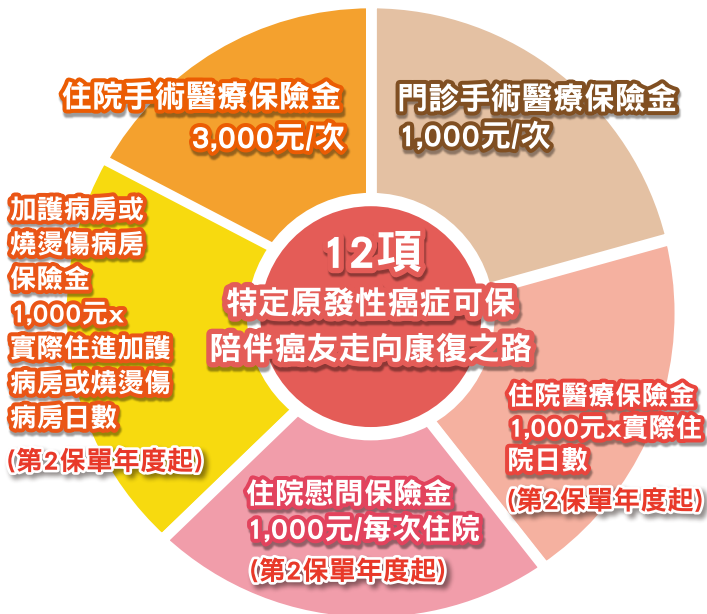 住院手術醫療保險金
3,000元/次
門診手術醫療保險金
1,000元/次
加護病房或
燒燙傷病房
保險金
1,000元x
實際住進加護
病房或燒燙傷
病房日數
(第2保單年度起)
12項
特定原發性癌症可保
陪伴癌友走向康復之路
住院醫療保險金
1,000元x實際住
院日數
(第2保單年度起)
住院慰問保險金
1,000元/每次住院
(第2保單年度起)